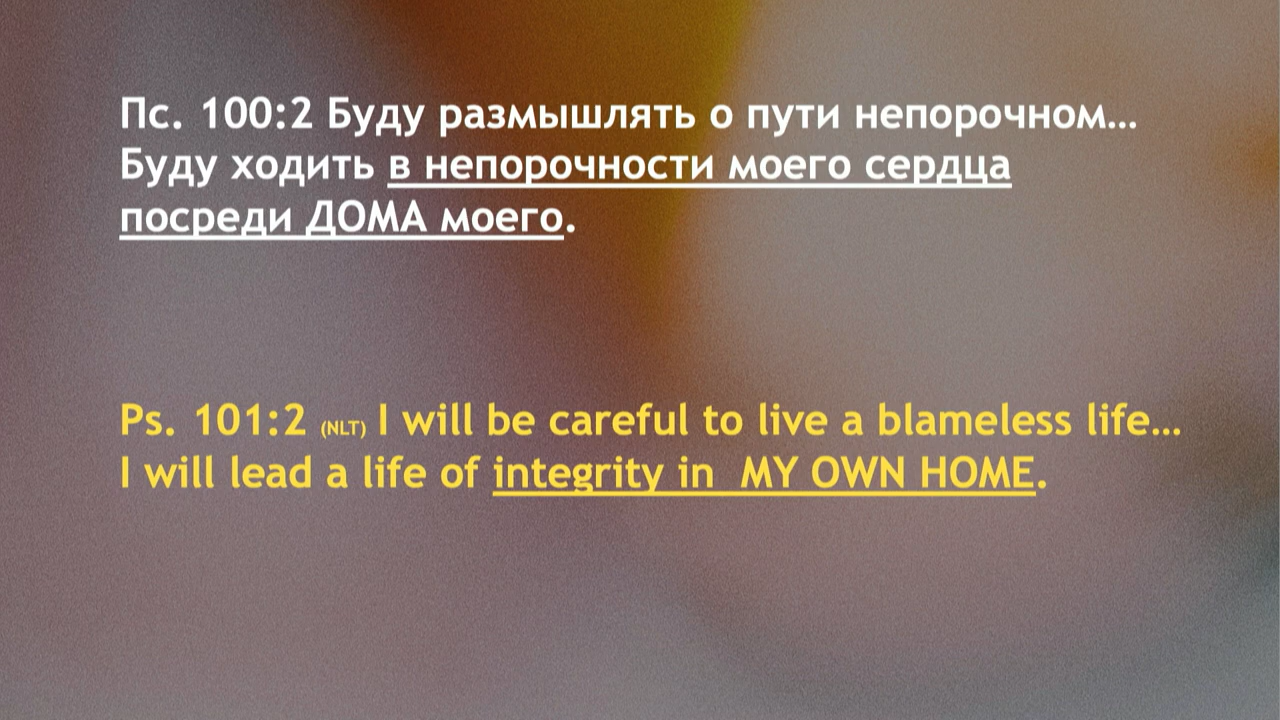 Пс. 100:2 Буду размышлять о пути непорочном…
Буду ходить в непорочности моего сердца
посреди ДОМА моего.
Ps. 101:2 (NLT) I will be careful to live a blameless life…
I will lead a life of integrity in  MY OWN HOME.